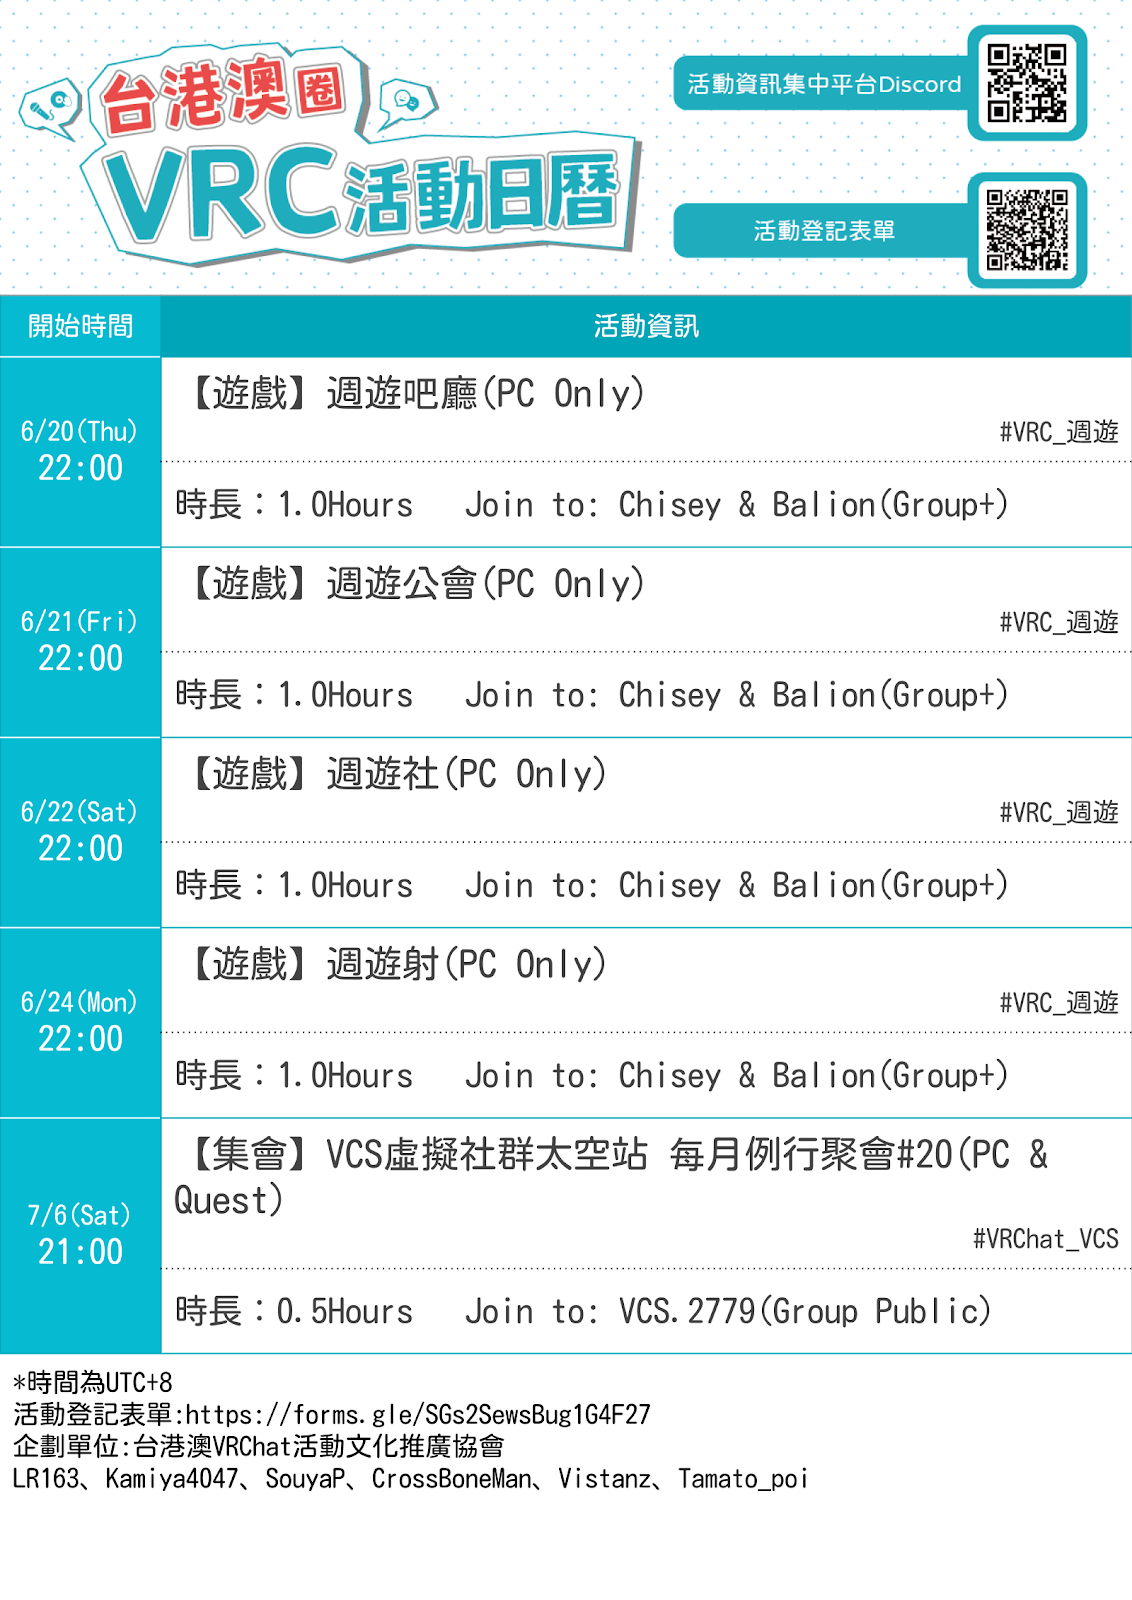 台港澳圈
VRC活動日曆
活動資訊集中平台Discord
活動登記表單
開始時間
活動資訊
6/20(Thu)
22:00
【遊戲】週遊吧廳(PC Only)
#VRC_週遊
時長：1.0Hours Join to: Chisey & Balion(Group+)
6/21(Fri)
22:00
【遊戲】週遊公會(PC Only)
#VRC_週遊
時長：1.0Hours Join to: Chisey & Balion(Group+)
6/22(Sat)
22:00
【遊戲】週遊社(PC Only)
#VRC_週遊
時長：1.0Hours Join to: Chisey & Balion(Group+)
6/24(Mon)
22:00
【遊戲】週遊射(PC Only)
#VRC_週遊
時長：1.0Hours Join to: Chisey & Balion(Group+)
7/6(Sat)
21:00
【集會】VCS虛擬社群太空站 每月例行聚會#20(PC &
Quest)
#VRChat_VCS
時長：0.5Hours Join to: VCS.2779(Group Public)
*時間為UTC+8
活動登記表單:https://forms.gle/SGs2SewsBug1G4F27
企劃單位:台港澳VRChat活動文化推廣協會
LR163、Kamiya4047、SouyaP、CrossBoneMan、Vistanz、Tamato_poi